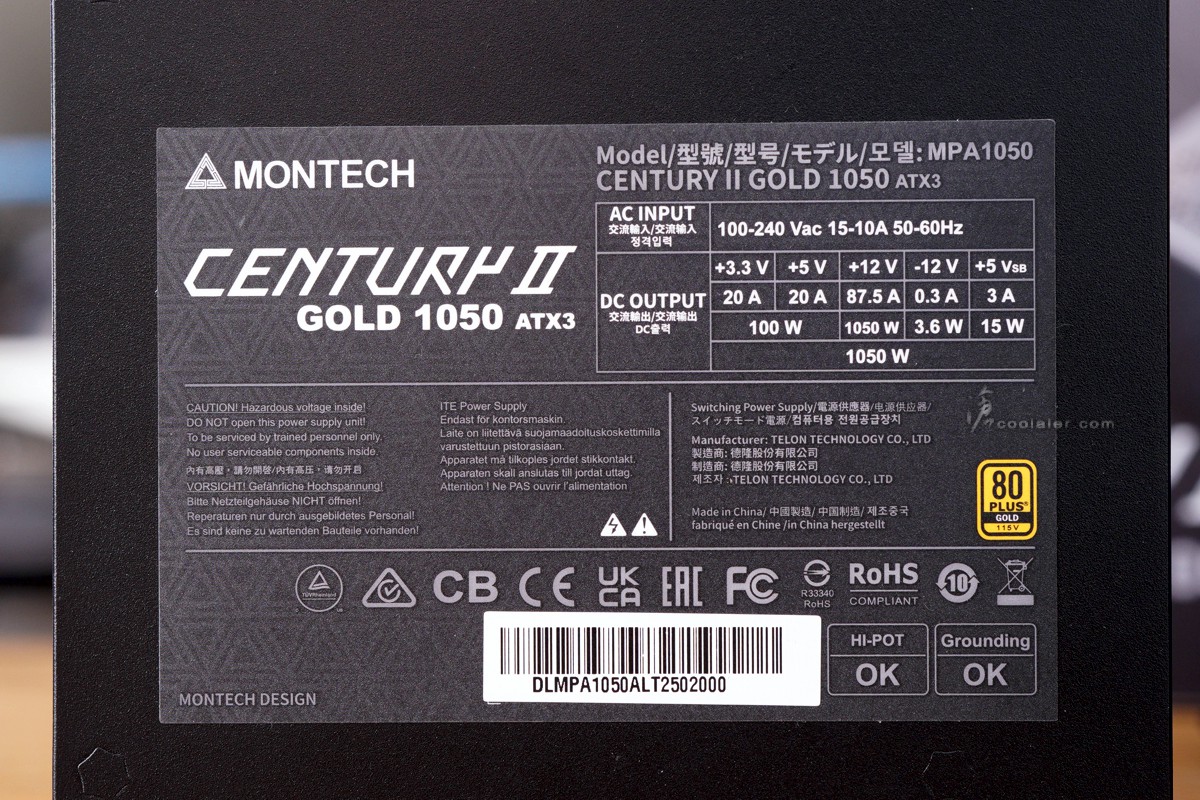 MONTECH
CENTURY II
GOLD 1050 ATX3
Model/型號/型号/モデル/모델: MPA1050
CENTURY II GOLD 1050 ATX3
AC INPUT
交流輸入/交流输入
정격입력
100-240 Vac 15-10A 50-60Hz
DC OUTPUT
交流輸出/交流输出
DC출력
+3.3 V +5 V +12 V -12 V +5 VSB
20 A 20 A 87.5 A 0.3 A 3 A
100 W 1050 W 3.6 W 15 W
1050 W
CAUTION! Hazardous voltage inside!
DO NOT open this power supply unit!
To be serviced by trained personnel only.
No user serviceable components inside.
內有高壓，請勿開啓/内有高压，请勿开启
VORSICHT! Gefährliche Hochspannung!
Bitte Netzteilgehäuse NICHT öffnen!
Reperaturen nur durch ausgebildetes Personal!
Es sind keine zu wartenden Bauteile vorhanden!
ITE Power Supply
Endast för kontorsmaskin.
Laite on liitettävä suojamaadoituskoskettimilla
varustettuun pistorasiaan.
Apparatet må tilkoples jordet stikkontakt.
Apparaten skall anslutas till jordat uttag.
Attention ! Ne PAS ouvrir l'alimentation
Switching Power Supply/電源供應器/电源供应器/
スイッチモード電源/컴퓨터용 전원공급장치
Manufacturer: TELON TECHNOLOGY CO., LTD
製造商: 德隆股份有限公司
制造商: 德隆股份有限公司
제조자 : TELON TECHNOLOGY CO., LTD
Made in China/ 中國製造/ 中国制造/ 제조중국
fabriqué en Chine /in China hergestellt
coolaler.com
80
PLUS
GOLD
115V
TÜVRheinland
C US
CB CE UKCA EAC FC
R33340
RoHS
RoHS
COMPLIANT
10
DLMPA1050ALT2502000
HI-POT
OK
Grounding
OK
MONTECH DESIGN